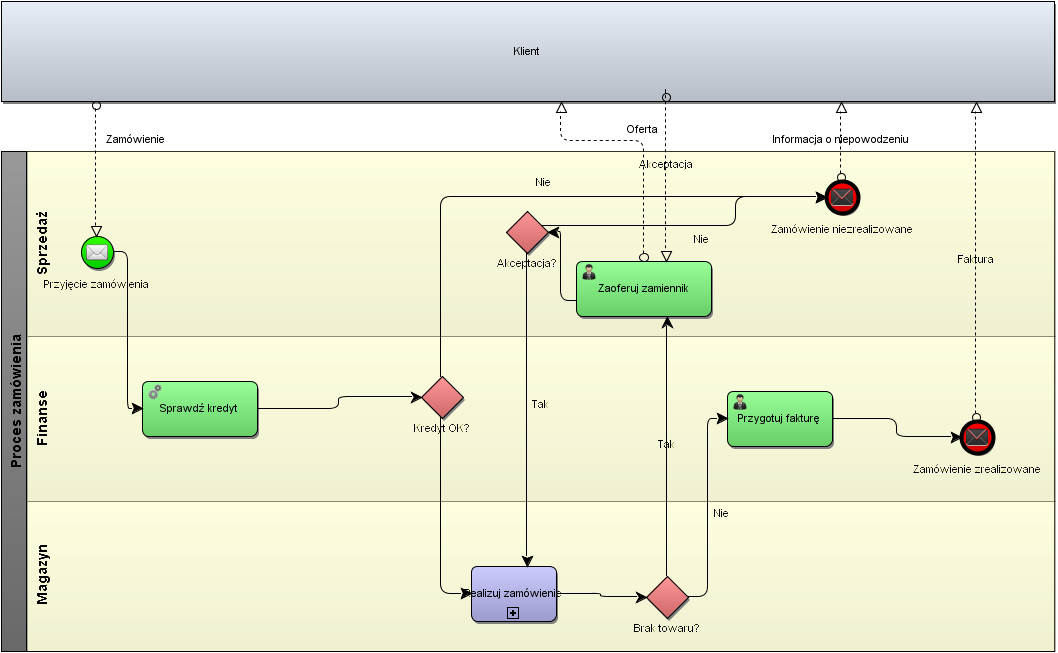 Klient
Zamówienie
Oferta
Informacja o niepowodzeniu
Akceptacja
Nie
Proces zamówienia
Sprzedaż
Zamówienie niezrealizowane
Nie
Akceptacja?
Faktura
Przyjęcie zamówienia
Zaoferuj zamiennik
Finanse
Sprawdź kredyt
Tak
Przygotuj fakturę
Kredyt OK?
Tak
Zamówienie zrealizowane
Nie
Magazyn
Realizuj zamówienie
Brak towaru?